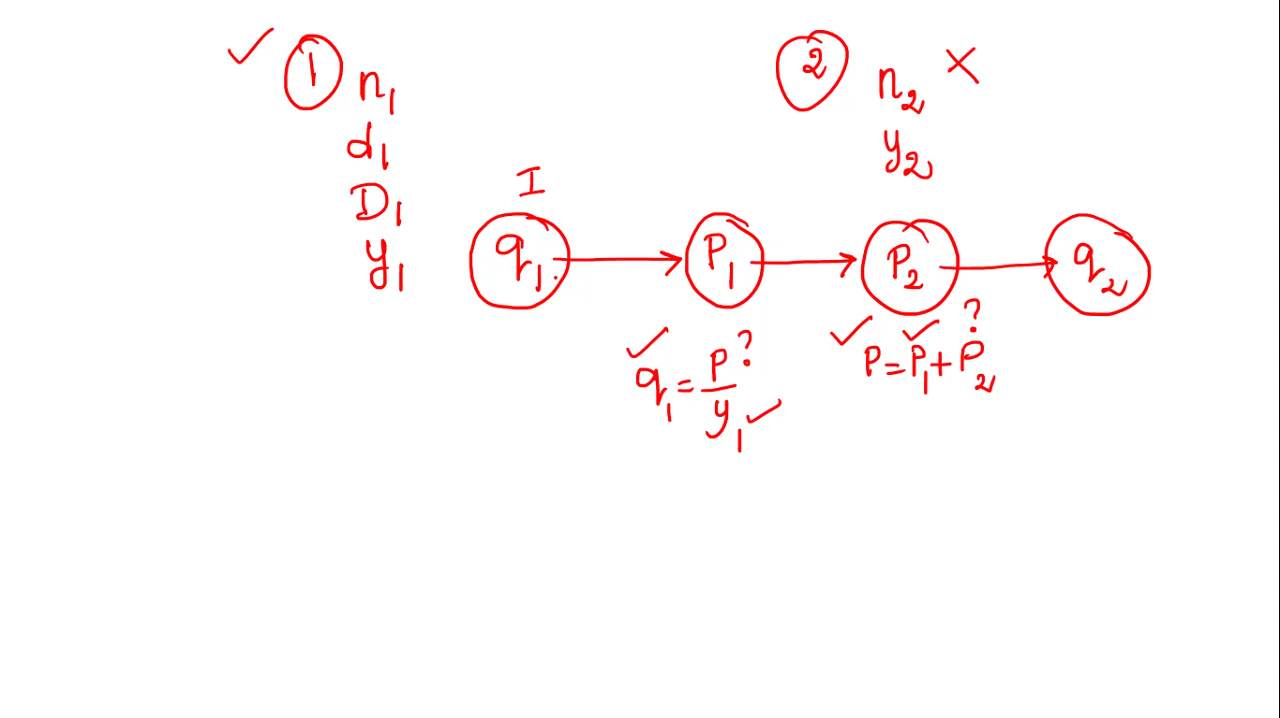 ✓ 1 n₁
d₁
D₁
y₁
2 n₂ ×
y₂
I
q₁ → P₁ → P₂ → q₂
✓ q₁ = P? / y₁ ✓
✓ P = P₁ ✓ + P₂ ?